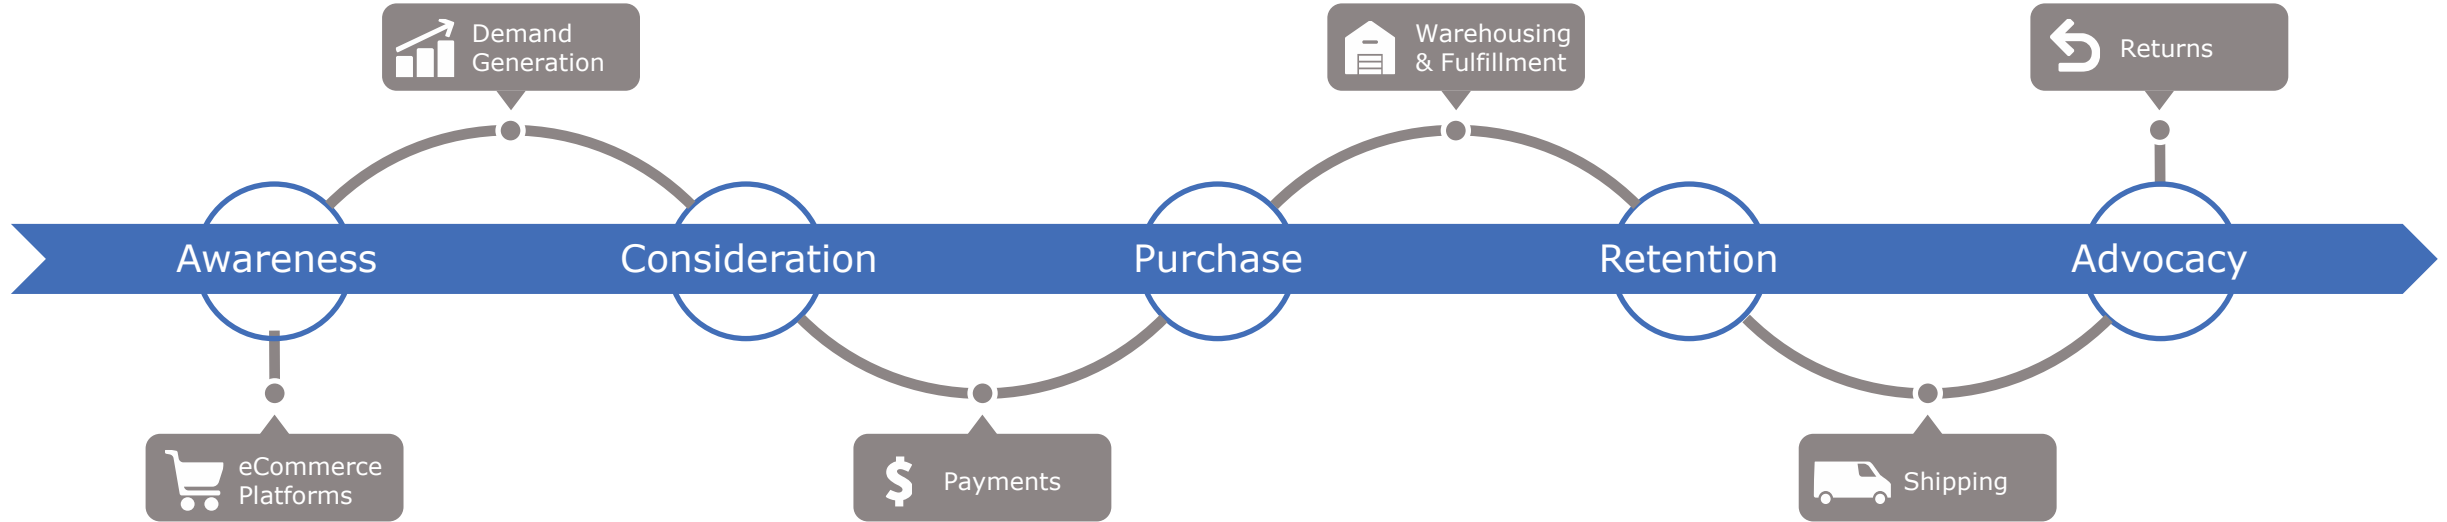 Demand
Generation
Warehousing
& Fulfillment
Returns
Awareness
Consideration
Purchase
Retention
Advocacy
eCommerce
Platforms
$
Payments
Shipping